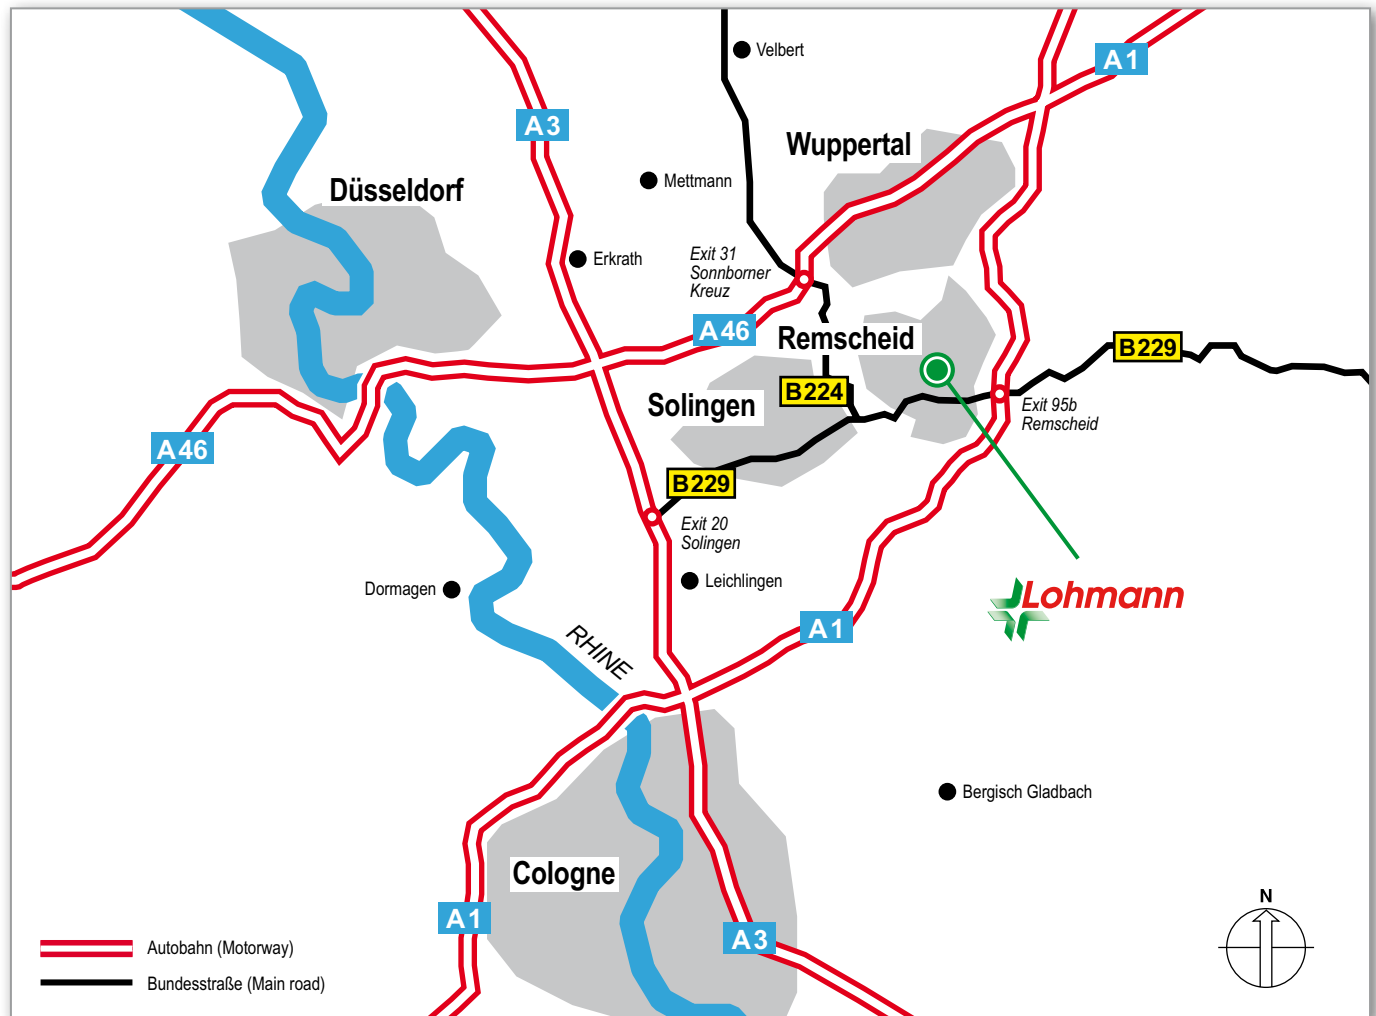 A1
Velbert
A3
Wuppertal
Mettmann
Düsseldorf
Exit 31
Sonnborner
Kreuz
Erkrath
A46
Remscheid
B229
B224
Solingen
Exit 95b
Remscheid
A46
B229
Exit 20
Solingen
Leichlingen
Dormagen
Lohmann
A1
RHINE
Bergisch Gladbach
Cologne
N
A1
A3
Autobahn (Motorway)
Bundesstraße (Main road)